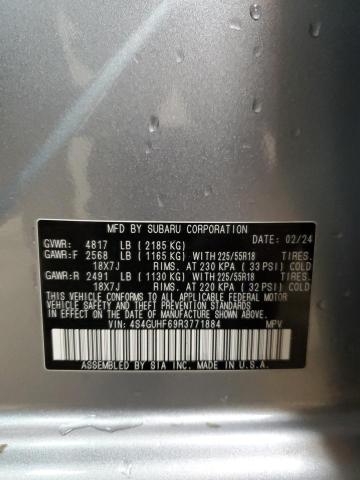 MFD BY SUBARU CORPORATION DATE: 02/24
GVWR: 4817 LB (2185 KG)
GAWR:F 2568 LB (1165 KG) WITH 225/55R18 TIRES.
18X7J RIMS. AT 230 KPA (33 PSI) COLD
GAWR:R 2491 LB (1130 KG) WITH 225/55R18 TIRES.
18X7J RIMS. AT 220 KPA (32 PSI) COLD
THIS VEHICLE CONFORMS TO ALL APPLICABLE FEDERAL MOTOR
VEHICLE SAFETY AND THEFT PREVENTION STANDARDS IN EFFECT
ON THE DATE OF MANUFACTURE SHOWN ABOVE.
VIN: 4S4GUHF69R3771884 MPV
ASSEMBLED BY SIA INC. IN U.S.A.